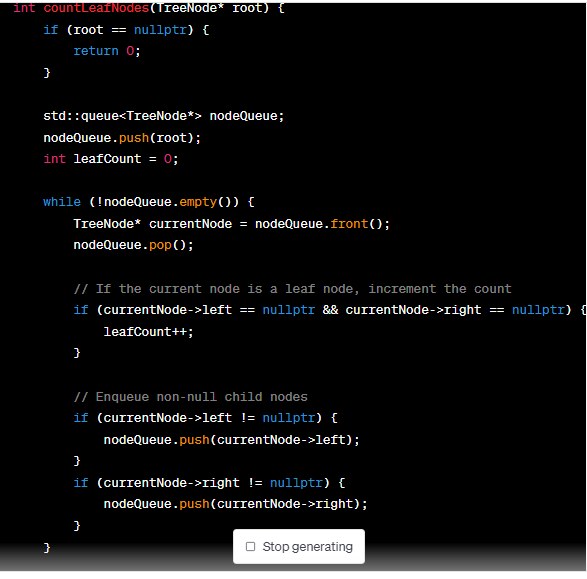 int countLeafNodes(TreeNode* root) {
    if (root == nullptr) {
        return 0;
    }

    std::queue<TreeNode*> nodeQueue;
    nodeQueue.push(root);
    int leafCount = 0;

    while (!nodeQueue.empty()) {
        TreeNode* currentNode = nodeQueue.front();
        nodeQueue.pop();

        // If the current node is a leaf node, increment the count
        if (currentNode->left == nullptr && currentNode->right == nullptr) {
            leafCount++;
        }

        // Enqueue non-null child nodes
        if (currentNode->left != nullptr) {
            nodeQueue.push(currentNode->left);
        }
        if (currentNode->right != nullptr) {
            nodeQueue.push(currentNode->right);
        }
    }
Stop generating